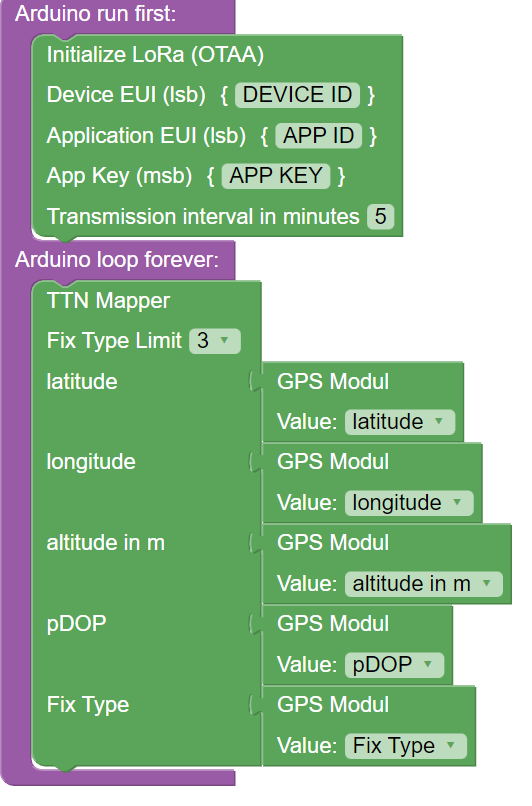 Arduino run first:
Initialize LoRa (OTAA)
Device EUI (lsb) { DEVICE ID }
Application EUI (lsb) { APP ID }
App Key (msb) { APP KEY }
Transmission interval in minutes 5
Arduino loop forever:
TTN Mapper
Fix Type Limit 3
latitude GPS Modul
Value: latitude
longitude GPS Modul
Value: longitude
altitude in m GPS Modul
Value: altitude in m
pDOP GPS Modul
Value: pDOP
Fix Type GPS Modul
Value: Fix Type